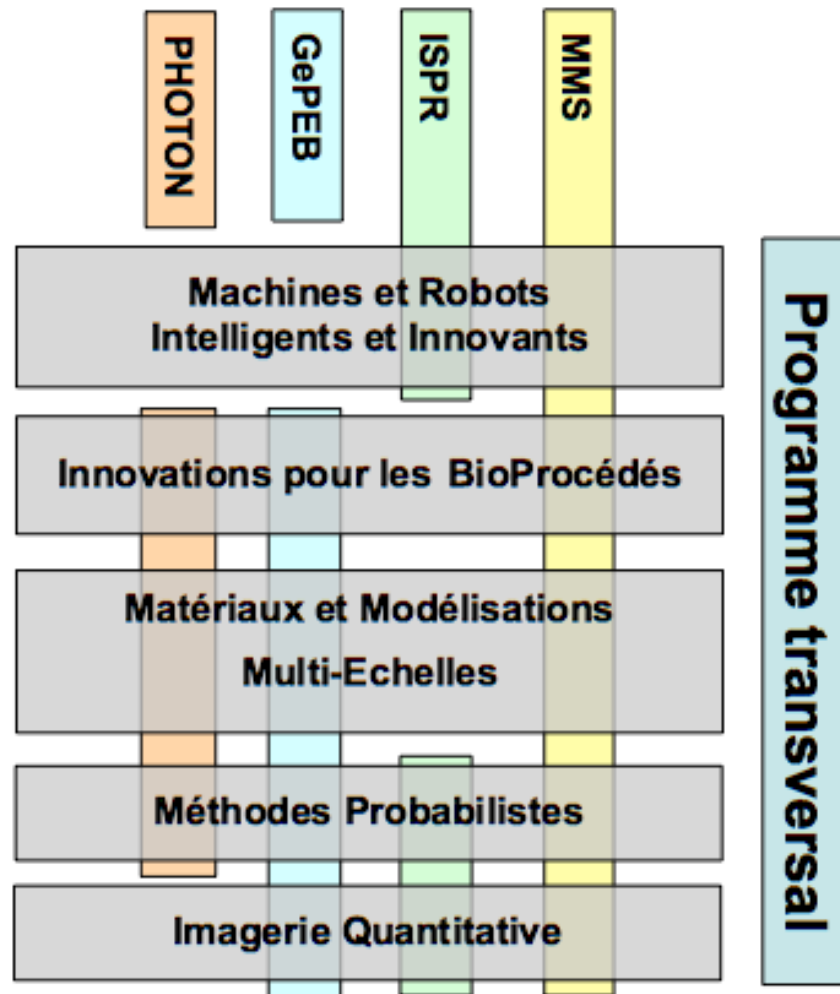 PHOTON
GePEB
ISPR
MMS
Machines et Robots
Intelligents et Innovants
Innovations pour les BioProcédés
Matériaux et Modélisations
Multi-Echelles
Méthodes Probabilistes
Imagerie Quantitative
Programme transversal